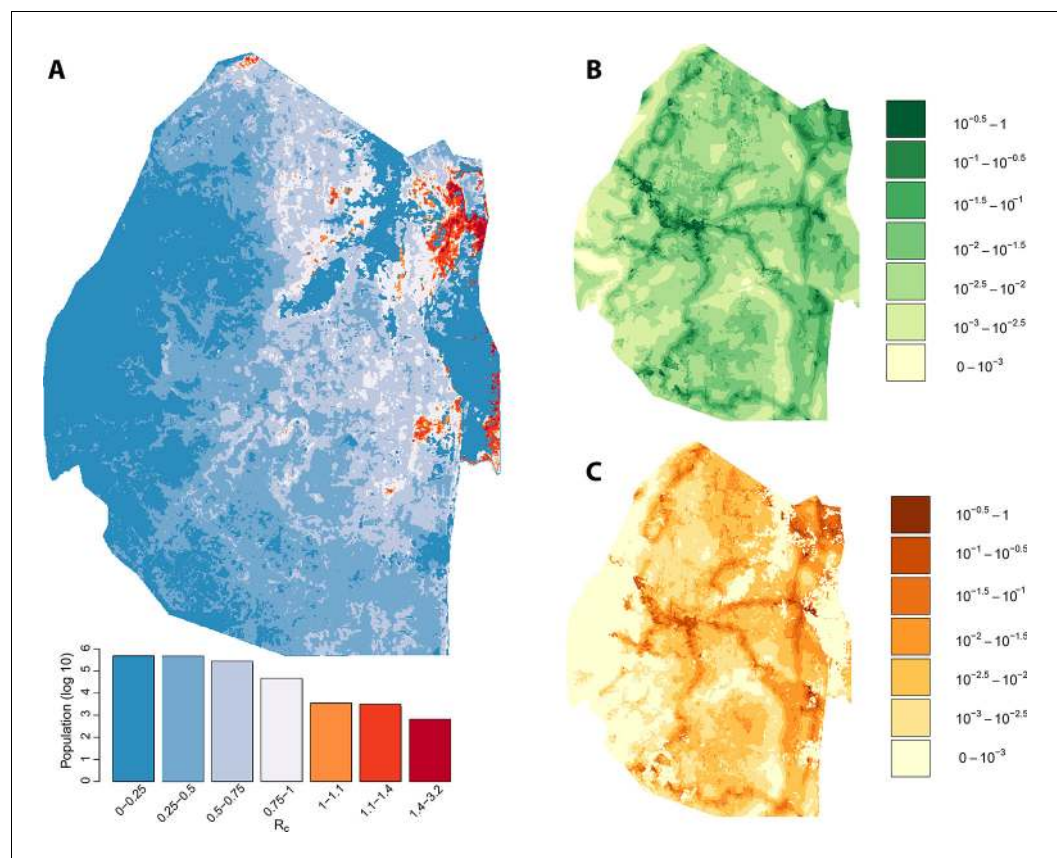 A
Population (log 10)
0 1 2 3 4 5 6
0−0.25 0.25−0.5 0.5−0.75 0.75−1 1−1.1 1.1−1.4 1.4−3.2
R_c
B
10^−0.5 − 1
10^−1 − 10^−0.5
10^−1.5 − 10^−1
10^−2 − 10^−1.5
10^−2.5 − 10^−2
10^−3 − 10^−2.5
0 − 10^−3
C
10^−0.5 − 1
10^−1 − 10^−0.5
10^−1.5 − 10^−1
10^−2 − 10^−1.5
10^−2.5 − 10^−2
10^−3 − 10^−2.5
0 − 10^−3